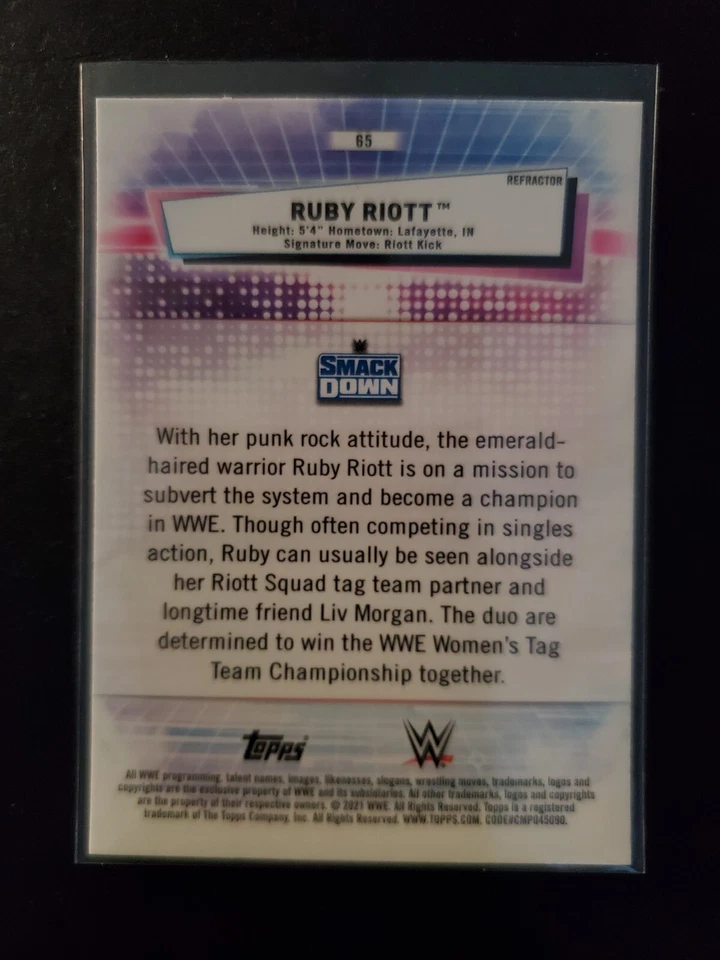 65
REFRACTOR
RUBY RIOTT™
Height: 5'4" Hometown: Lafayette, IN
Signature Move: Riott Kick
SMACK
DOWN
With her punk rock attitude, the emerald-
haired warrior Ruby Riott is on a mission to
subvert the system and become a champion
in WWE. Though often competing in singles
action, Ruby can usually be seen alongside
her Riott Squad tag team partner and
longtime friend Liv Morgan. The duo are
determined to win the WWE Women's Tag
Team Championship together.
Topps W
All WWE programming, talent names, images, likenesses, slogans, wrestling moves, trademarks, logos and
copyrights are the exclusive property of WWE and its subsidiaries. All other trademarks, logos and copyrights
are the property of their respective owners. © 2021 WWE. All Rights Reserved. Topps is a registered
trademark of The Topps Company, Inc. All Rights Reserved. WWW.TOPPS.COM. CODE#CMP045090.